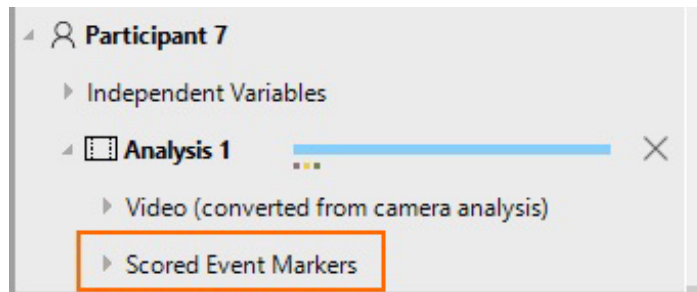 Participant 7
Independent Variables
Analysis 1
Video (converted from camera analysis)
Scored Event Markers